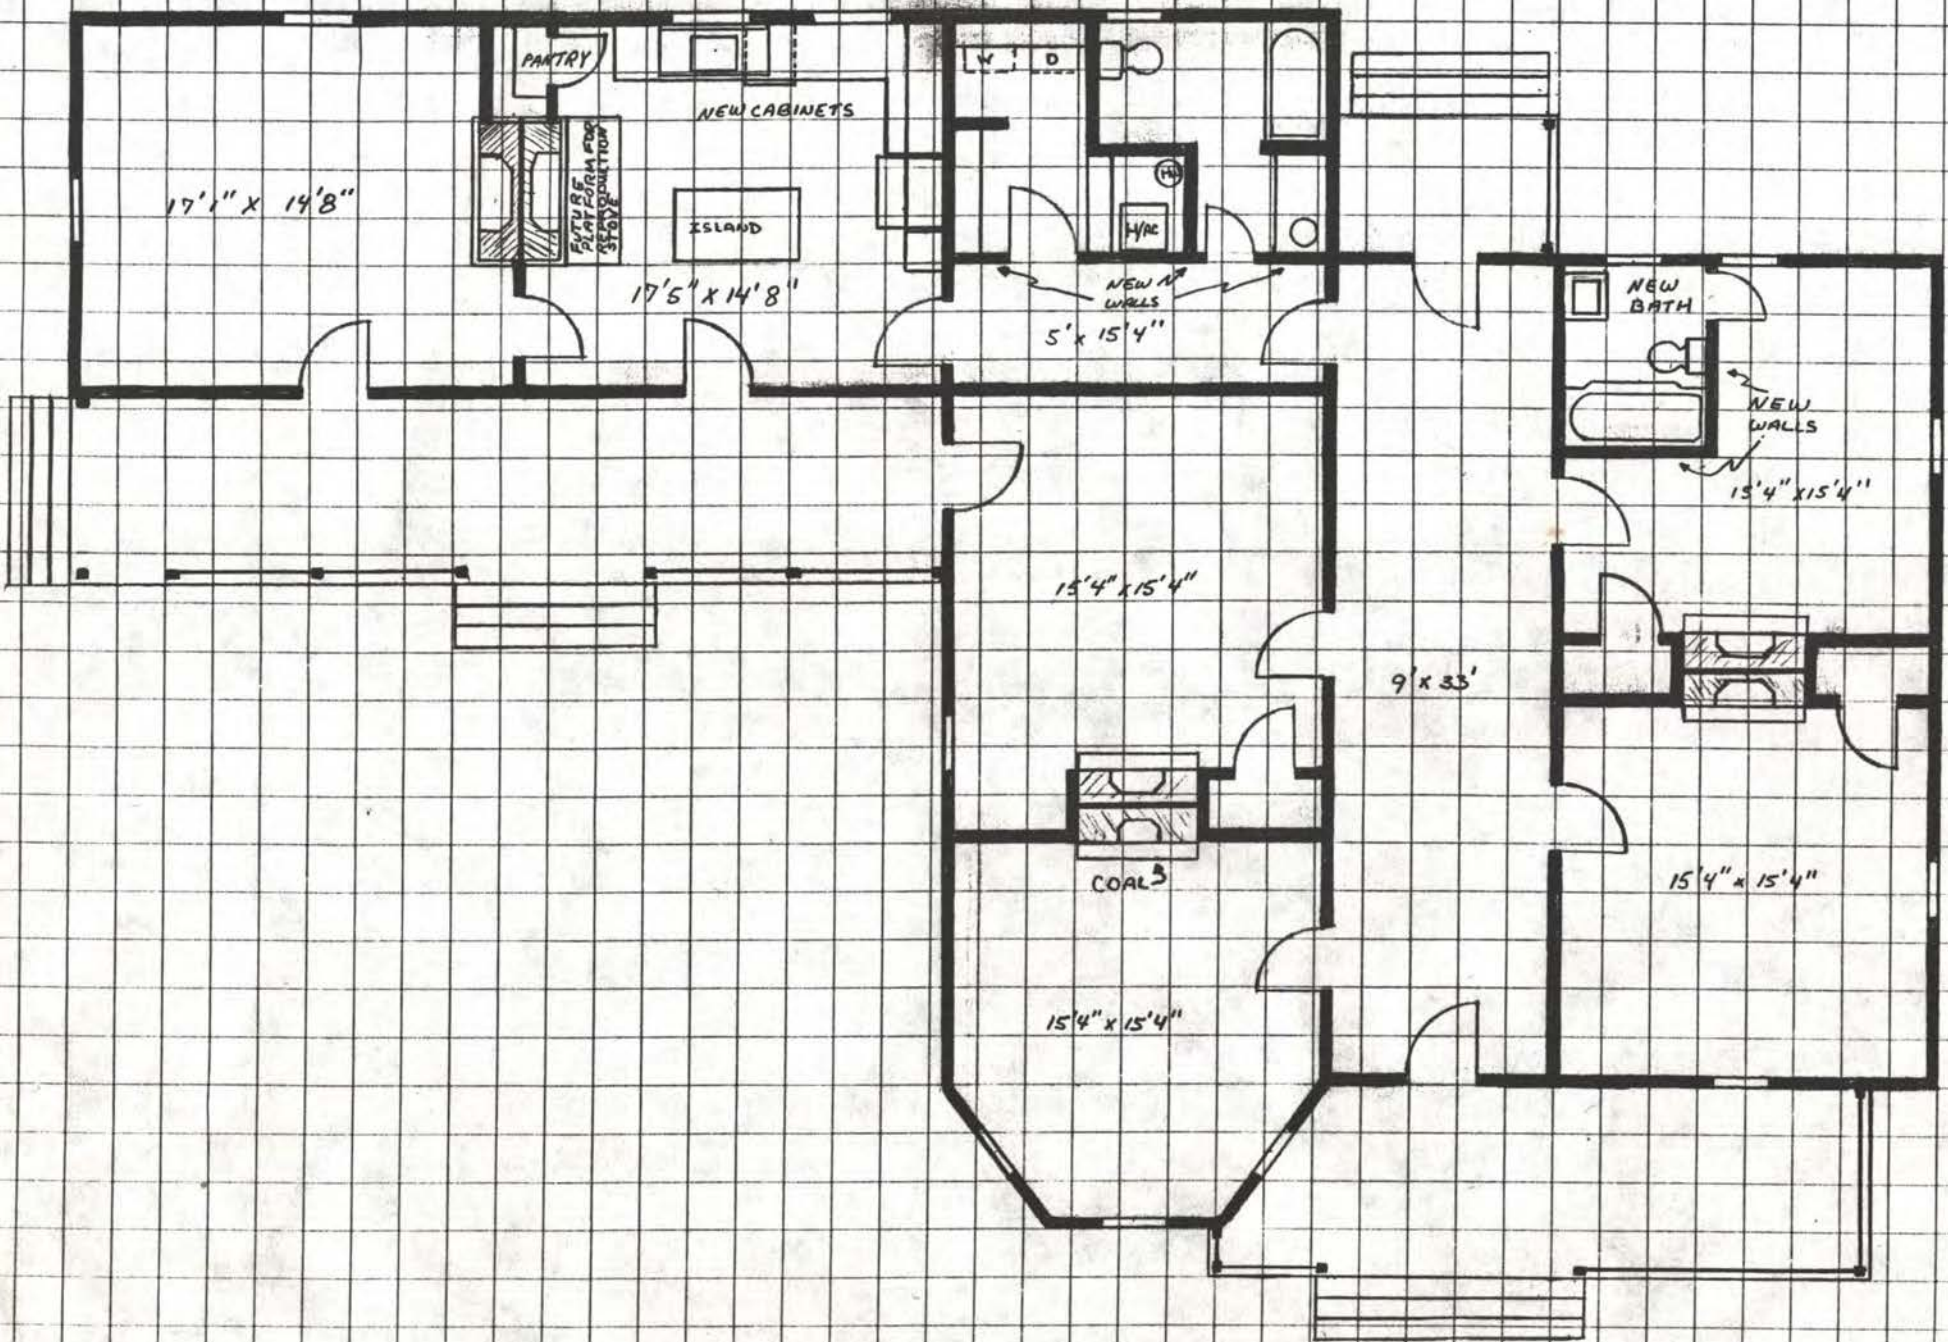 PANTRY
W
D
NEW CABINETS
17'1" x 14'8"
FUTURE
PLATFORM FOR
REPRODUCTION
STOVE
ISLAND
H/AC
17'5" x 14'8"
NEW
WALLS
5' x 15'4"
NEW
BATH
NEW
WALLS
15'4" x 15'4"
15'4" x 15'4"
9' x 33'
COAL
15'4" x 15'4"
15'4" x 15'4"